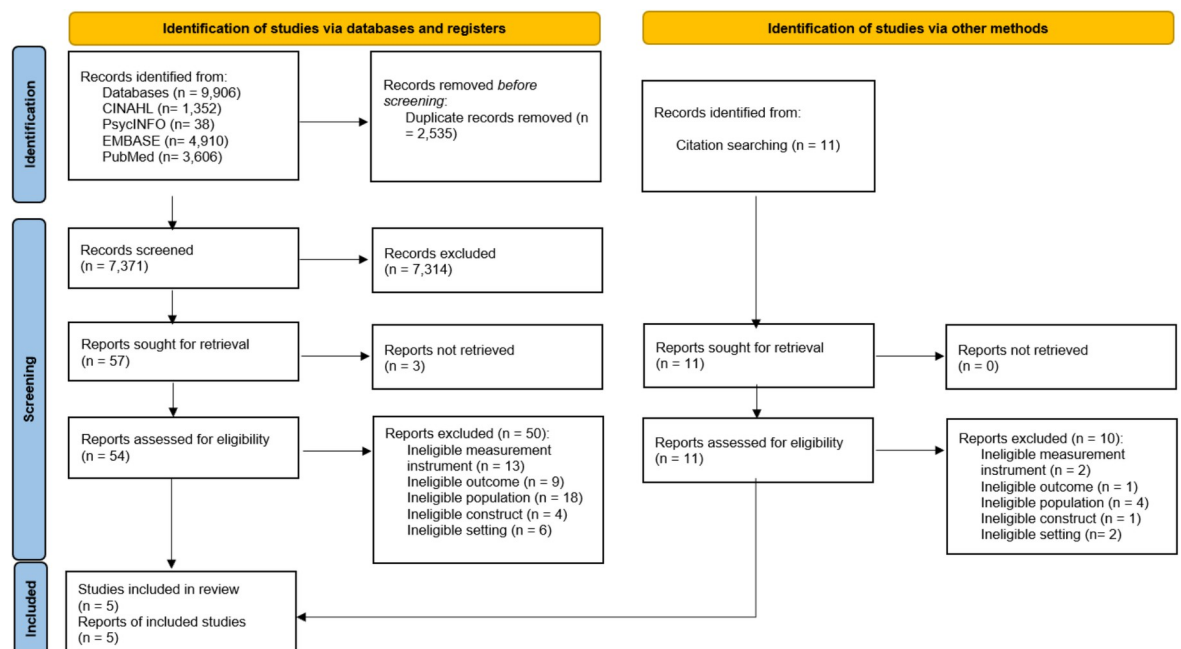 Identification of studies via databases and registers
Identification of studies via other methods
Identification
Records identified from:
Databases (n = 9,906)
CINAHL (n= 1,352)
PsycINFO (n= 38)
EMBASE (n= 4,910)
PubMed (n= 3,606)
Records removed before
screening:
Duplicate records removed (n
= 2,535)
Records identified from:
Citation searching (n = 11)
Screening
Records screened
(n = 7,371)
Records excluded
(n = 7,314)
Reports sought for retrieval
(n = 57)
Reports not retrieved
(n = 3)
Reports sought for retrieval
(n = 11)
Reports not retrieved
(n = 0)
Reports assessed for eligibility
(n = 54)
Reports excluded (n = 50):
Ineligible measurement
instrument (n = 13)
Ineligible outcome (n = 9)
Ineligible population (n = 18)
Ineligible construct (n = 4)
Ineligible setting (n = 6)
Reports assessed for eligibility
(n = 11)
Reports excluded (n = 10):
Ineligible measurement
instrument (n = 2)
Ineligible outcome (n = 1)
Ineligible population (n = 4)
Ineligible construct (n = 1)
Ineligible setting (n= 2)
Included
Studies included in review
(n = 5)
Reports of included studies
(n = 5)